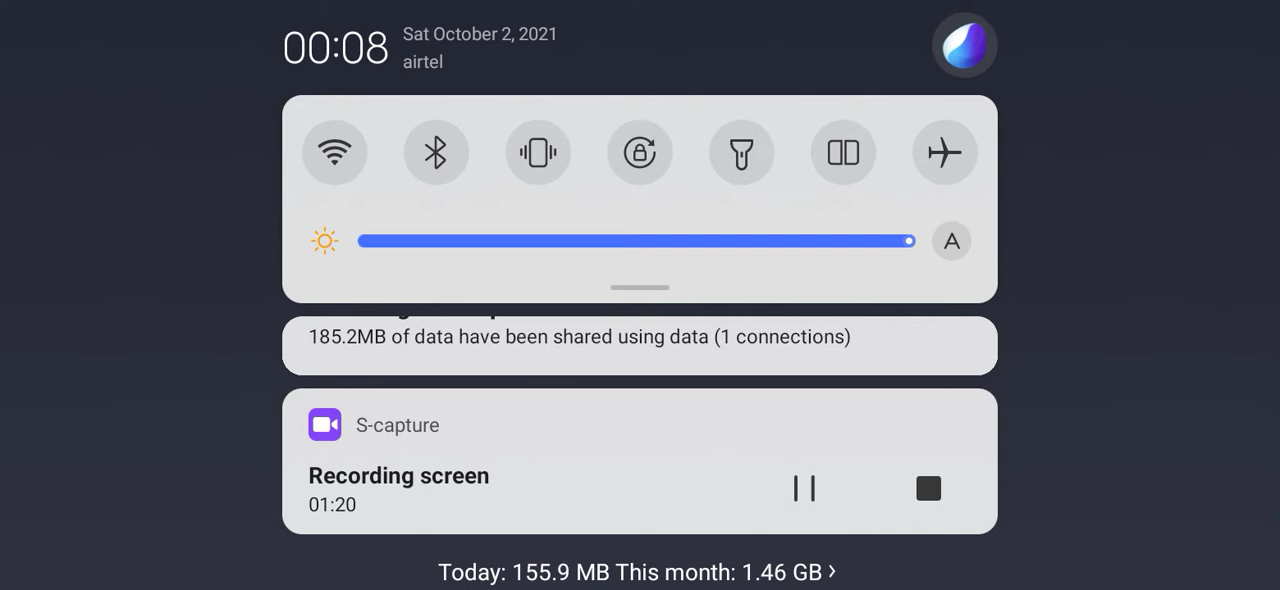 00:08
Sat October 2, 2021
airtel
A
185.2MB of data have been shared using data (1 connections)
S-capture
Recording screen
01:20
Today: 155.9 MB This month: 1.46 GB ›